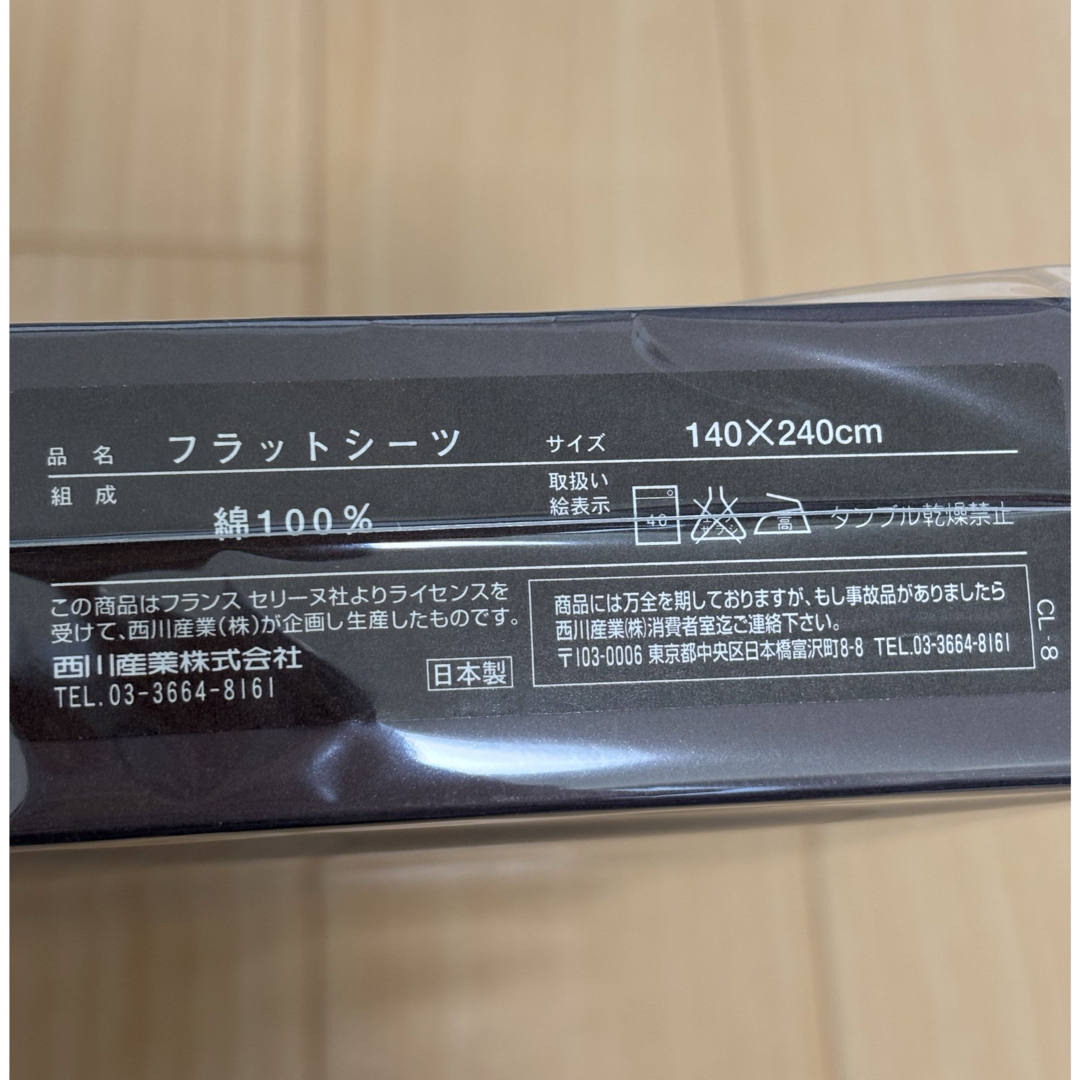 品 名 フラットシーツ サイズ 140×240cm
組 成 綿100% 取扱い
絵表示 40 エンソサラシ 高 タンブル乾燥禁止
この商品はフランス セリーヌ社よりライセンスを
受けて、西川産業(株)が企画し生産したものです。
西川産業株式会社
TEL.03-3664-8161
日本製
商品には万全を期しておりますが、もし事故品がありましたら
西川産業(株)消費者室迄ご連絡下さい。
〒103-0006 東京都中央区日本橋富沢町8-8 TEL.03-3664-8161
CL-8